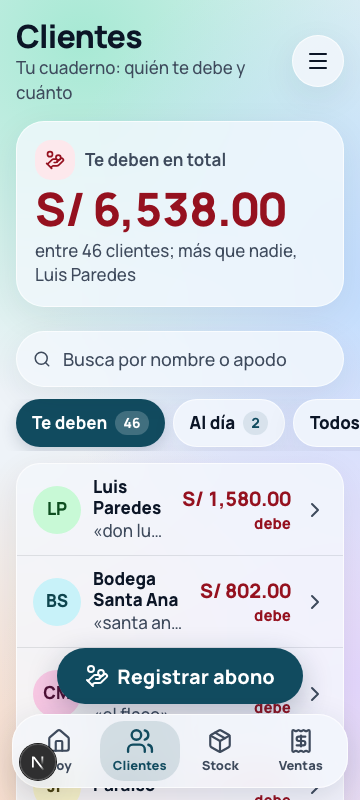 Clientes
Tu cuaderno: quién te debe y
cuánto
Te deben en total
S/ 6,538.00
entre 46 clientes; más que nadie,
Luis Paredes
Busca por nombre o apodo
Te deben 46
Al día 2
Todos
LP
Luis
Paredes
«don lu...
S/ 1,580.00
debe
BS
Bodega
Santa Ana
«santa an...
S/ 802.00
debe
Registrar abono
debe
N
oy
Clientes
Stock
Ventas